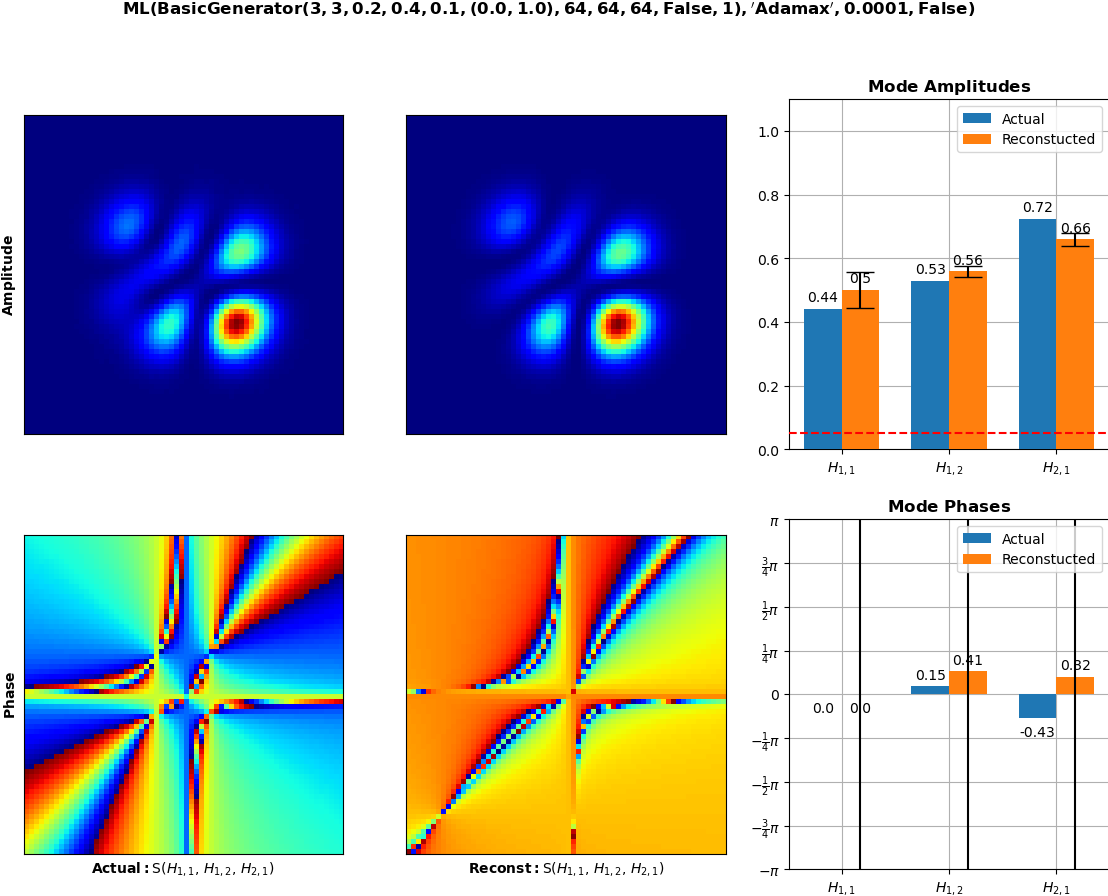 ML(BasicGenerator(3, 3, 0.2, 0.4, 0.1, (0.0, 1.0), 64, 64, 64, False, 1), ′Adamax′, 0.0001, False)
Amplitude
Mode Amplitudes
Actual
Reconstucted
1.0
0.8
0.6
0.4
0.2
0.0
0.44
0.5
0.53
0.56
0.72
0.66
H1,1
H1,2
H2,1
Phase
Actual: S(H1,1, H1,2, H2,1)
Reconst: S(H1,1, H1,2, H2,1)
Mode Phases
Actual
Reconstucted
π
3/4π
1/2π
1/4π
0
−1/4π
−1/2π
−3/4π
−π
0.0
0.0
0.15
0.41
-0.43
0.32
H1,1
H1,2
H2,1